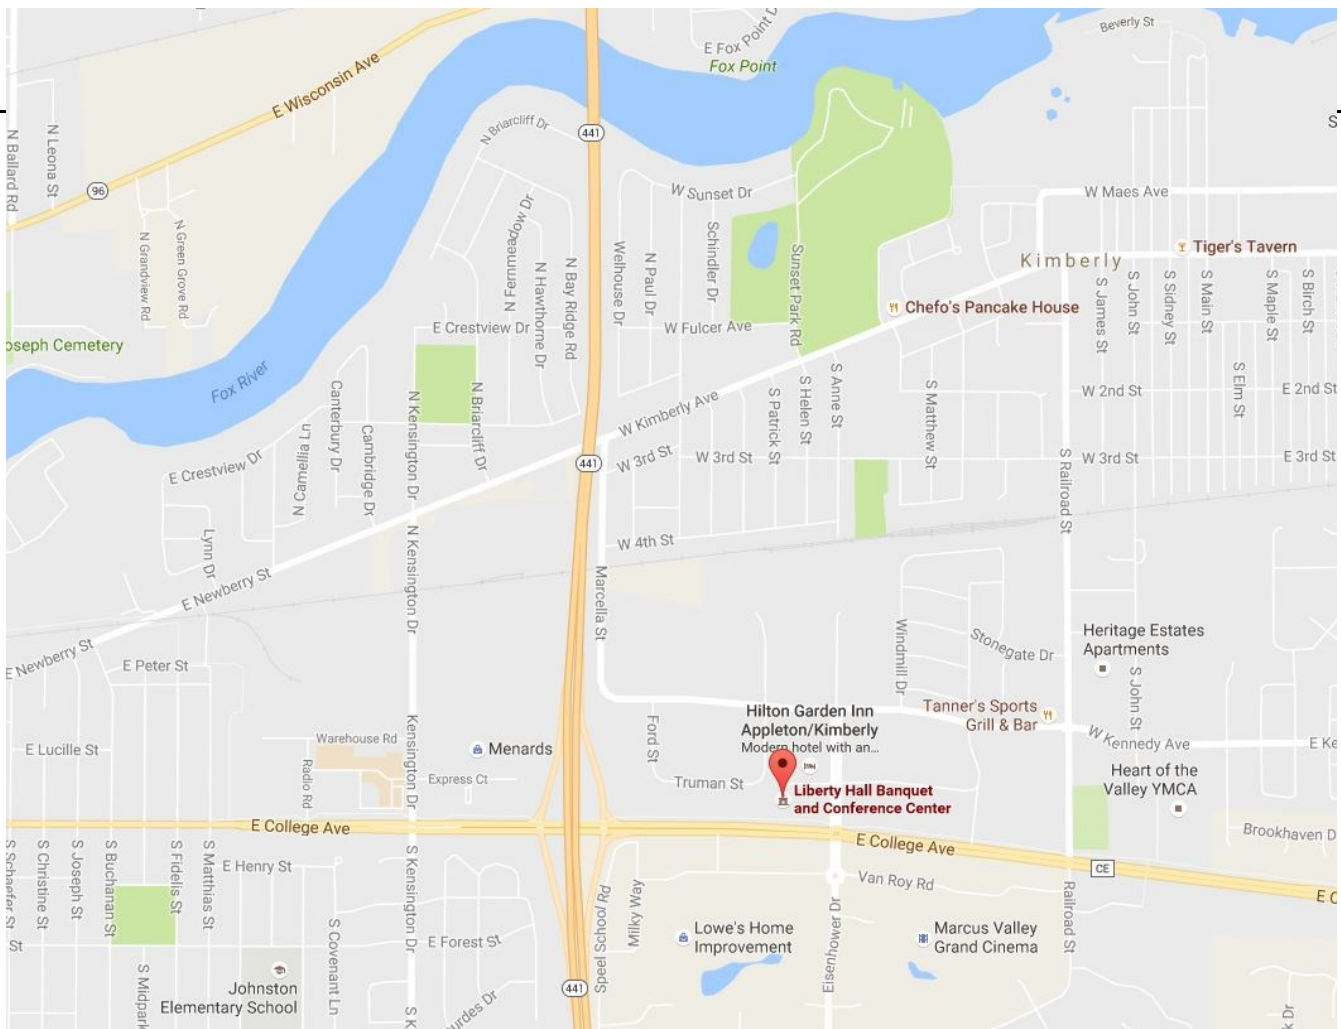 Beverly St
E Fox Point D
Fox Point
E Wisconsin Ave
N Ballard Rd
N Leona St
N Briarcliff Dr
441
S
96
W Sunset Dr
W Maes Ave
N Grandview Rd
N Green Grove Rd
N Fernmeadow Dr
N Hawthorne Dr
N Bay Ridge Rd
Welhouse Dr
N Paul Dr
Schindler Dr
Sunset Park Rd
Tiger's Tavern
Kimberly
Chefo's Pancake House
S James St
S John St
S Sidney St
S Main St
S Maple St
S Birch St
E Crestview Dr
W Fulcer Ave
oseph Cemetery
Fox River
Canterbury Dr
Cambridge Dr
N Camellia Ln
N Kensington Dr
N Briarcliff Dr
W Kimberly Ave
S Patrick St
S Helen St
S Anne St
S Matthew St
W 2nd St
S Elm St
E 2nd St
E Crestview Dr
441
W 3rd St
W 3rd St
W 3rd St
E 3rd St
S Railroad St
Lynn Dr
N Kensington Dr
W 4th St
E Newberry St
Marcella St
E Newberry St
E Peter St
Windmill Dr
Stonegate Dr
Heritage Estates
Apartments
S John St
Kensington Dr
Warehouse Rd
E Lucille St
Radio Rd
Express Ct
Menards
Ford St
Truman St
Hilton Garden Inn
Appleton/Kimberly
Modern hotel with an...
Tanner's Sports
Grill & Bar
W Kennedy Ave
E Ke
Liberty Hall Banquet
and Conference Center
Heart of the
Valley YMCA
E College Ave
E College Ave
Brookhaven D
CE
E C
S Schaefer St
S Christine St
S Joseph St
S Buchanan St
S Fidelis St
S Matthias St
E Henry St
S Kensington Dr
Van Roy Rd
Railroad St
Speel School Rd
Milky Way
Eisenhower Dr
Lowe's Home
Improvement
Marcus Valley
Grand Cinema
St
S Covenant Ln
E Forest St
S Midpark
Johnston
Elementary School
441
S K
urdes Dr
k Dr